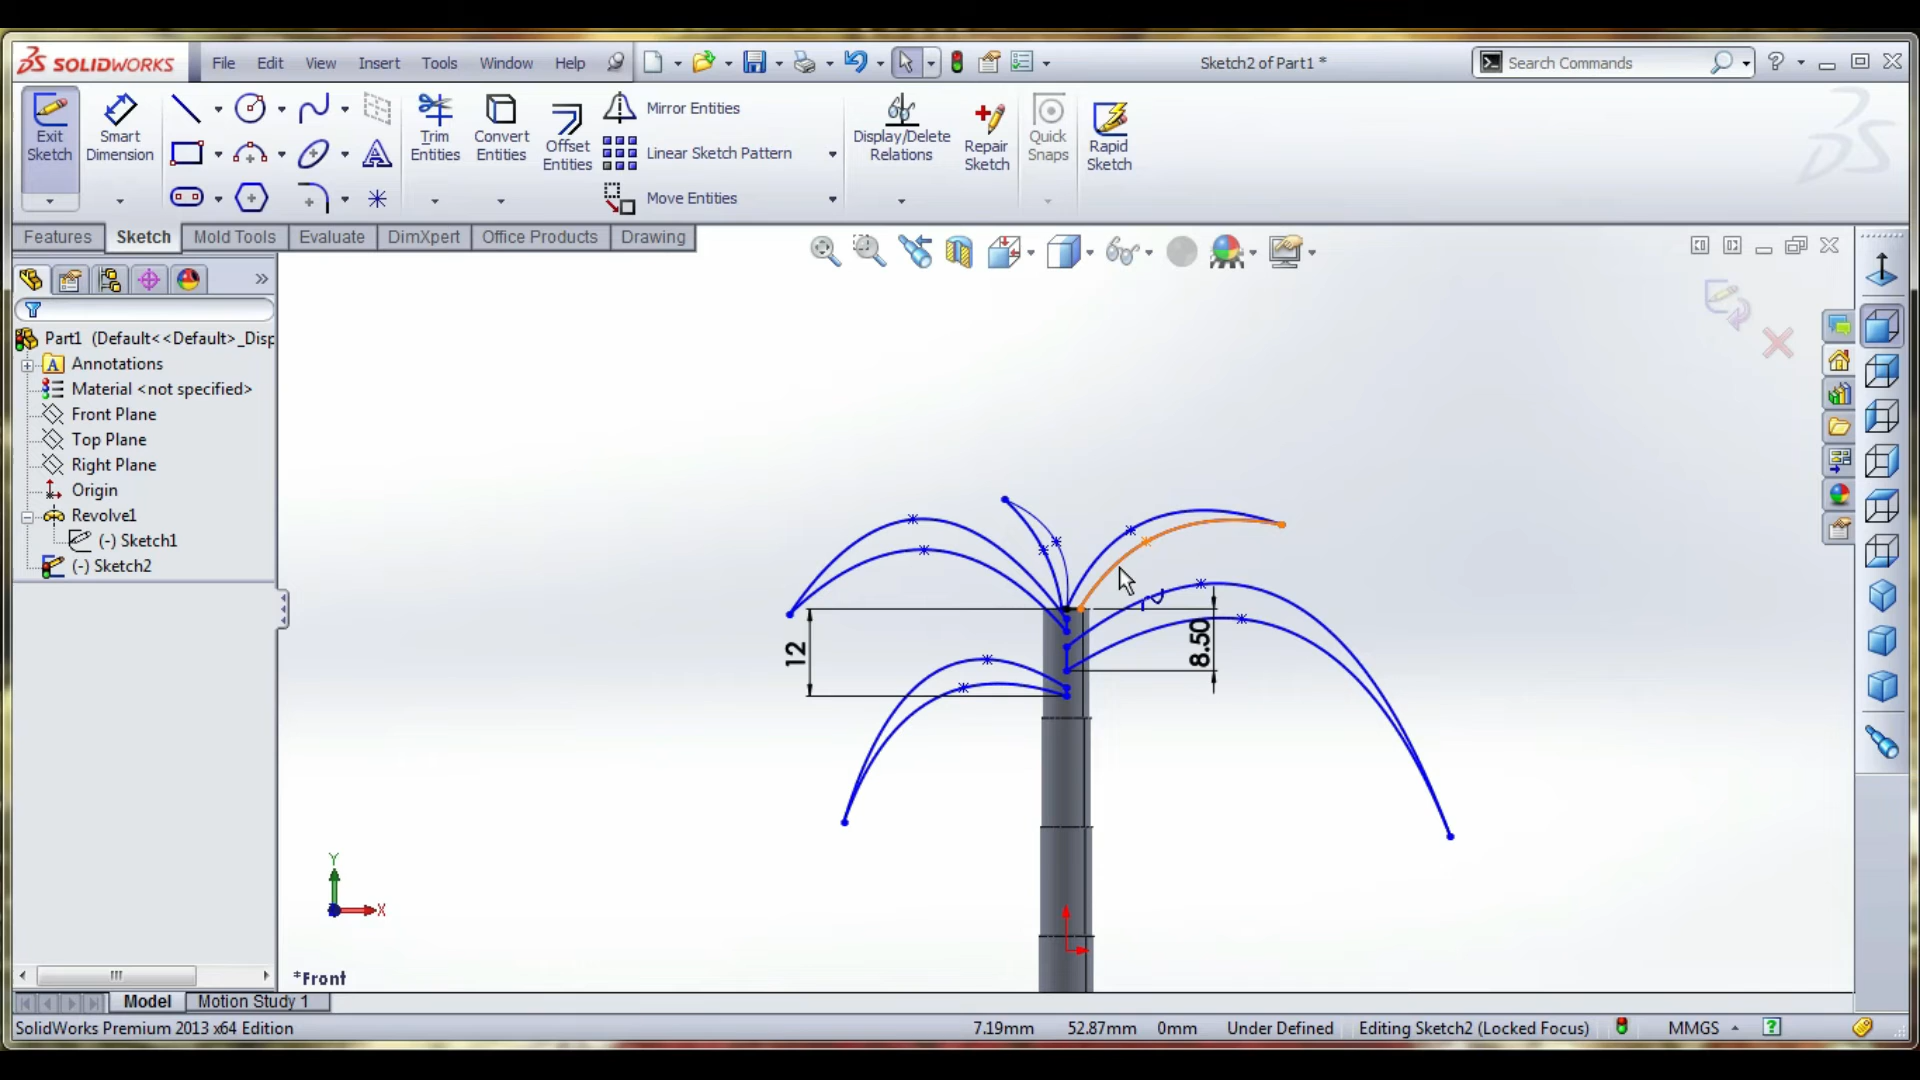 SOLIDWORKS File Edit View Insert Tools Window Help Sketch2 of Part1 * Search Commands ?
Exit Sketch
Smart Dimension
Trim Entities
Convert Entities
Offset Entities
Mirror Entities
Linear Sketch Pattern
Move Entities
Display/Delete Relations
Repair Sketch
Quick Snaps
Rapid Sketch
Features Sketch Mold Tools Evaluate DimXpert Office Products Drawing
Part1 (Default<<Default>_Disp
Annotations
Material <not specified>
Front Plane
Top Plane
Right Plane
Origin
Revolve1
(-) Sketch1
(-) Sketch2
12
8.50
Y
X
*Front
Model Motion Study 1
SolidWorks Premium 2013 x64 Edition 7.19mm 52.87mm 0mm Under Defined Editing Sketch2 (Locked Focus) MMGS ?